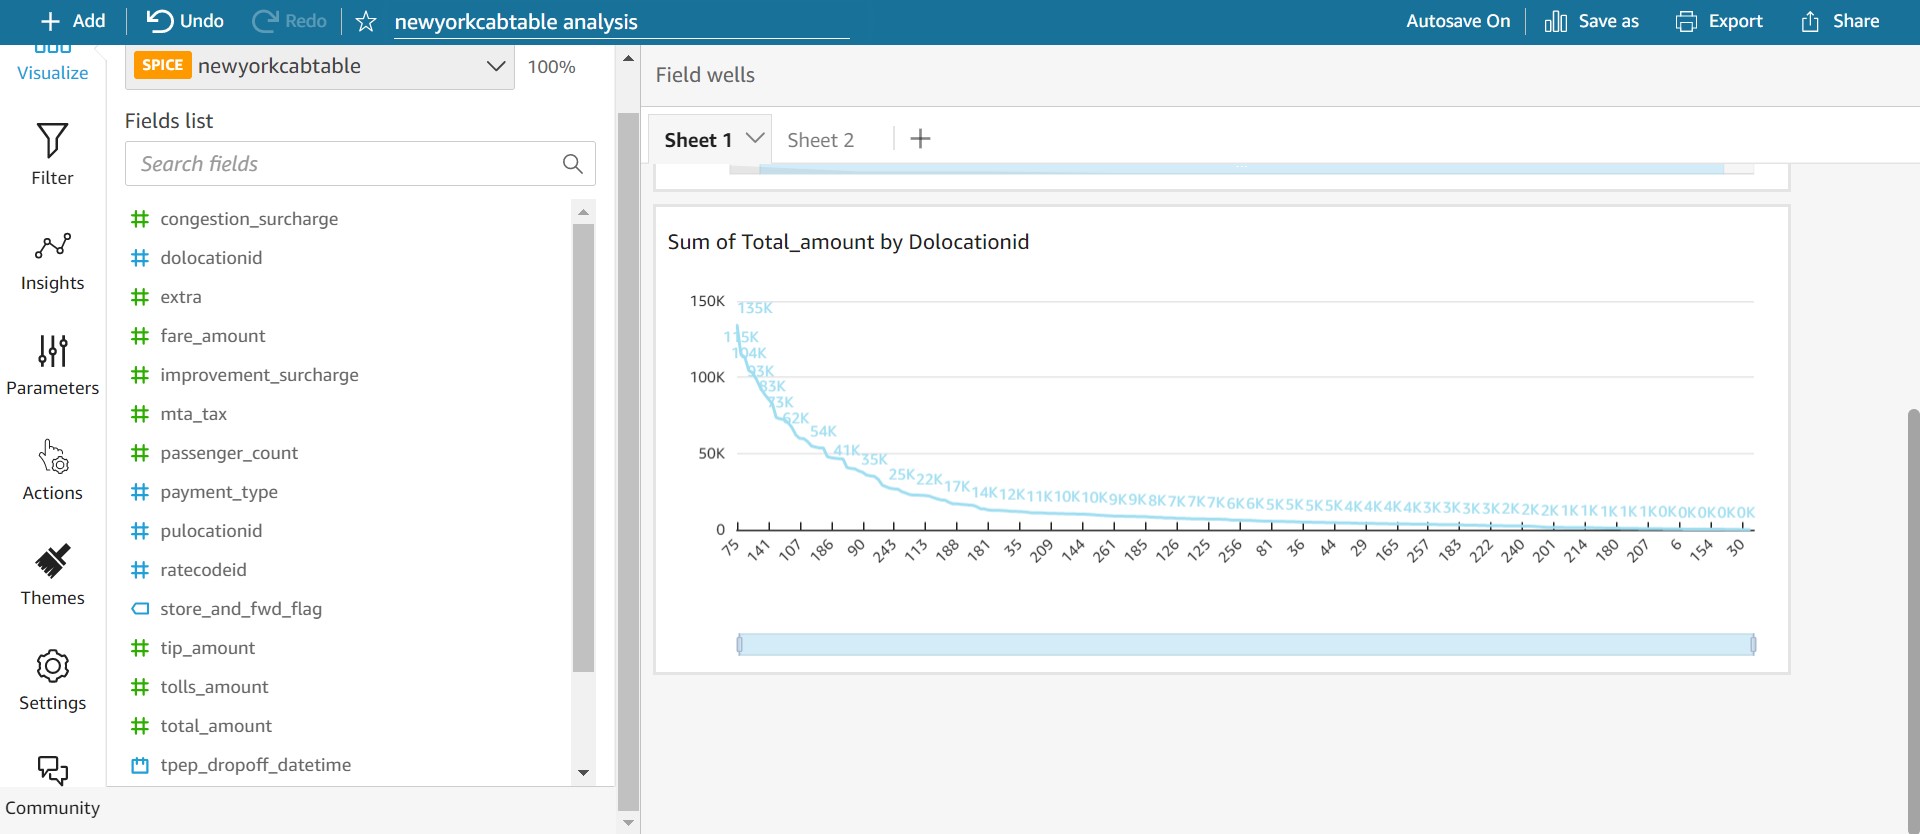 Add Undo Redo newyorkcabtable analysis Autosave On Save as Export Share
Visualize
Filter
Insights
Parameters
Actions
Themes
Settings
Community
SPICE newyorkcabtable 100%
Fields list
Search fields
congestion_surcharge
dolocationid
extra
fare_amount
improvement_surcharge
mta_tax
passenger_count
payment_type
pulocationid
ratecodeid
store_and_fwd_flag
tip_amount
tolls_amount
total_amount
tpep_dropoff_datetime
Field wells
Sheet 1 Sheet 2
Sum of Total_amount by Dolocationid
150K
100K
50K
0
135K
115K
104K
93K
83K
73K
62K
54K
41K
35K
25K 22K 17K 14K 12K 11K 10K 10K 9K 9K 8K 7K 7K 7K 6K 6K 5K 5K 5K 5K 4K 4K 4K 4K 3K 3K 3K 3K 2K 2K 2K 1K 1K 1K 1K 1K 0K 0K 0K 0K 0K
75 141 107 186 90 243 113 188 181 35 209 144 261 185 126 125 256 81 36 44 29 165 257 183 222 240 201 214 180 207 6 154 30